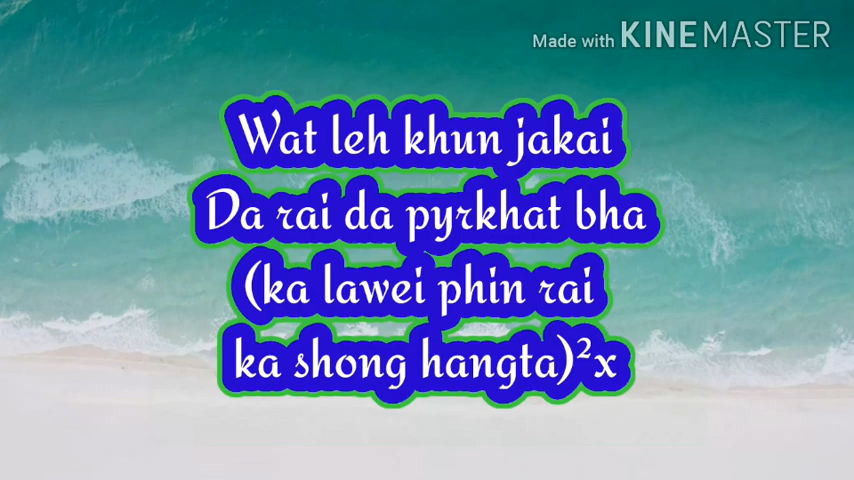 Made with KINEMASTER
Wat leh khun jakai
Da rai da pyrkhat bha
(ka lawei phin rai
ka shong hangta)²x